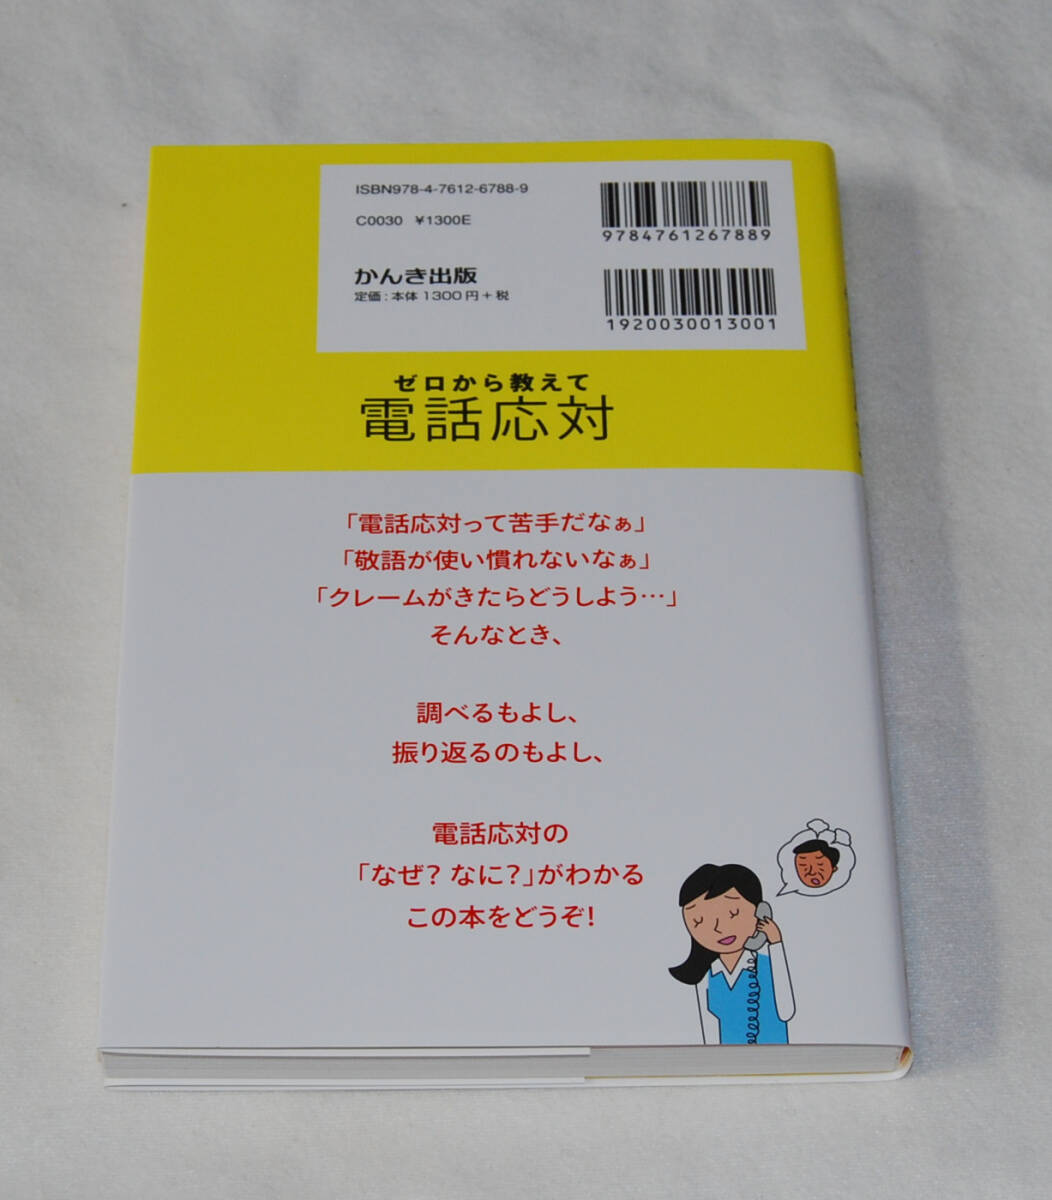 ISBN978-4-7612-6788-9
C0030 ¥1300E
かんき出版
定価：本体1300円＋税
9784761267889
1920030013001
ゼロから教えて
電話応対
「電話応対って苦手だなぁ」
「敬語が使い慣れないなぁ」
「クレームがきたらどうしよう…」
そんなとき、
調べるもよし、
振り返るのもよし、
電話応対の
「なぜ？なに？」がわかる
この本をどうぞ！